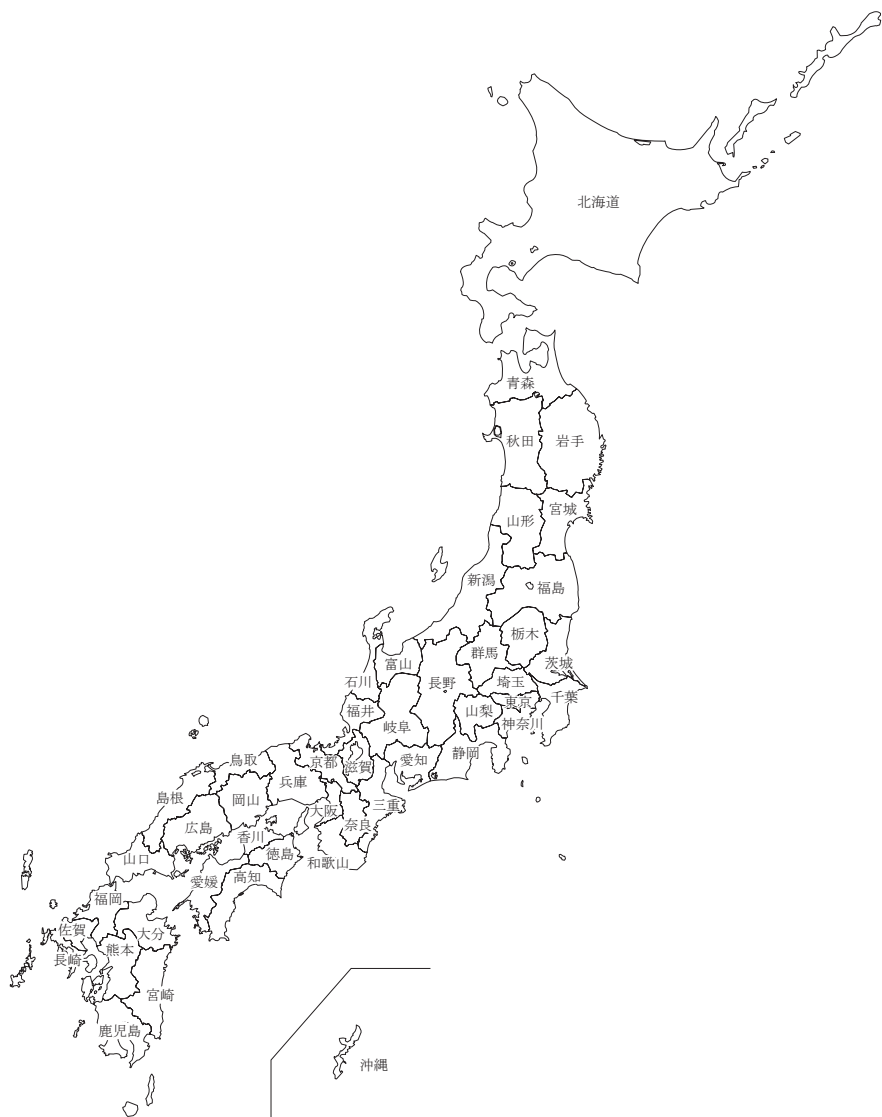 北海道
青森
秋田
岩手
山形
宮城
新潟
福島
栃木
群馬
富山
茨城
石川
長野
埼玉
千葉
東京
福井
山梨
神奈川
岐阜
静岡
鳥取
京都
滋賀
愛知
兵庫
島根
岡山
大阪
三重
広島
奈良
香川
山口
徳島
和歌山
愛媛
高知
福岡
佐賀
大分
熊本
長崎
宮崎
鹿児島
沖縄